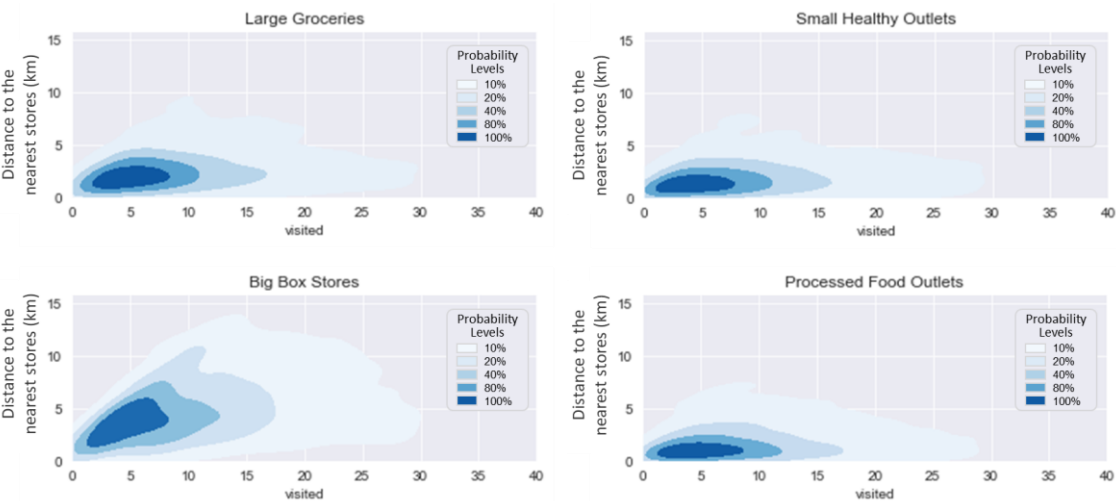 Large Groceries
Distance to the
nearest stores (km)
15
10
5
0
Probability
Levels
10%
20%
40%
80%
100%
0 5 10 15 20 25 30 35 40
visited
Small Healthy Outlets
Distance to the
nearest stores (km)
15
10
5
0
Probability
Levels
10%
20%
40%
80%
100%
0 5 10 15 20 25 30 35 40
visited
Big Box Stores
Distance to the
nearest stores (km)
15
10
5
0
Probability
Levels
10%
20%
40%
80%
100%
0 5 10 15 20 25 30 35 40
visited
Processed Food Outlets
Distance to the
nearest stores (km)
15
10
5
0
Probability
Levels
10%
20%
40%
80%
100%
0 5 10 15 20 25 30 35 40
visited